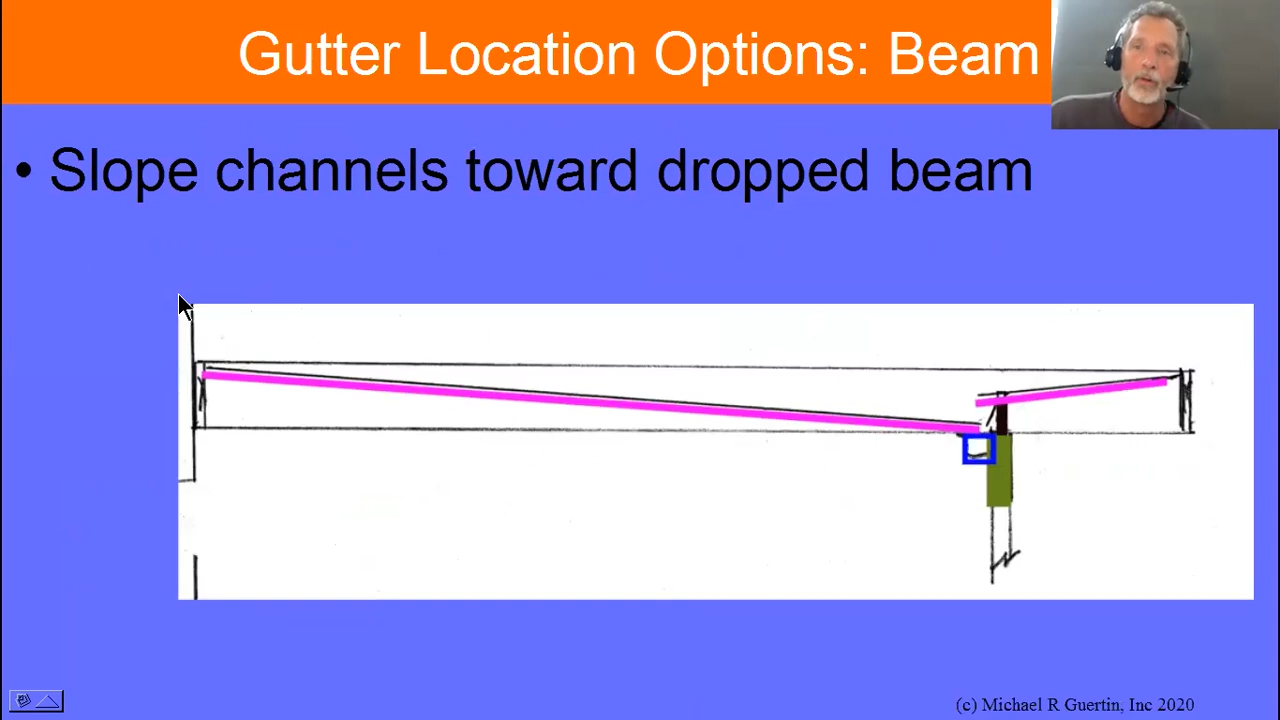 Gutter Location Options: Beam
• Slope channels toward dropped beam
(c) Michael R Guertin, Inc 2020